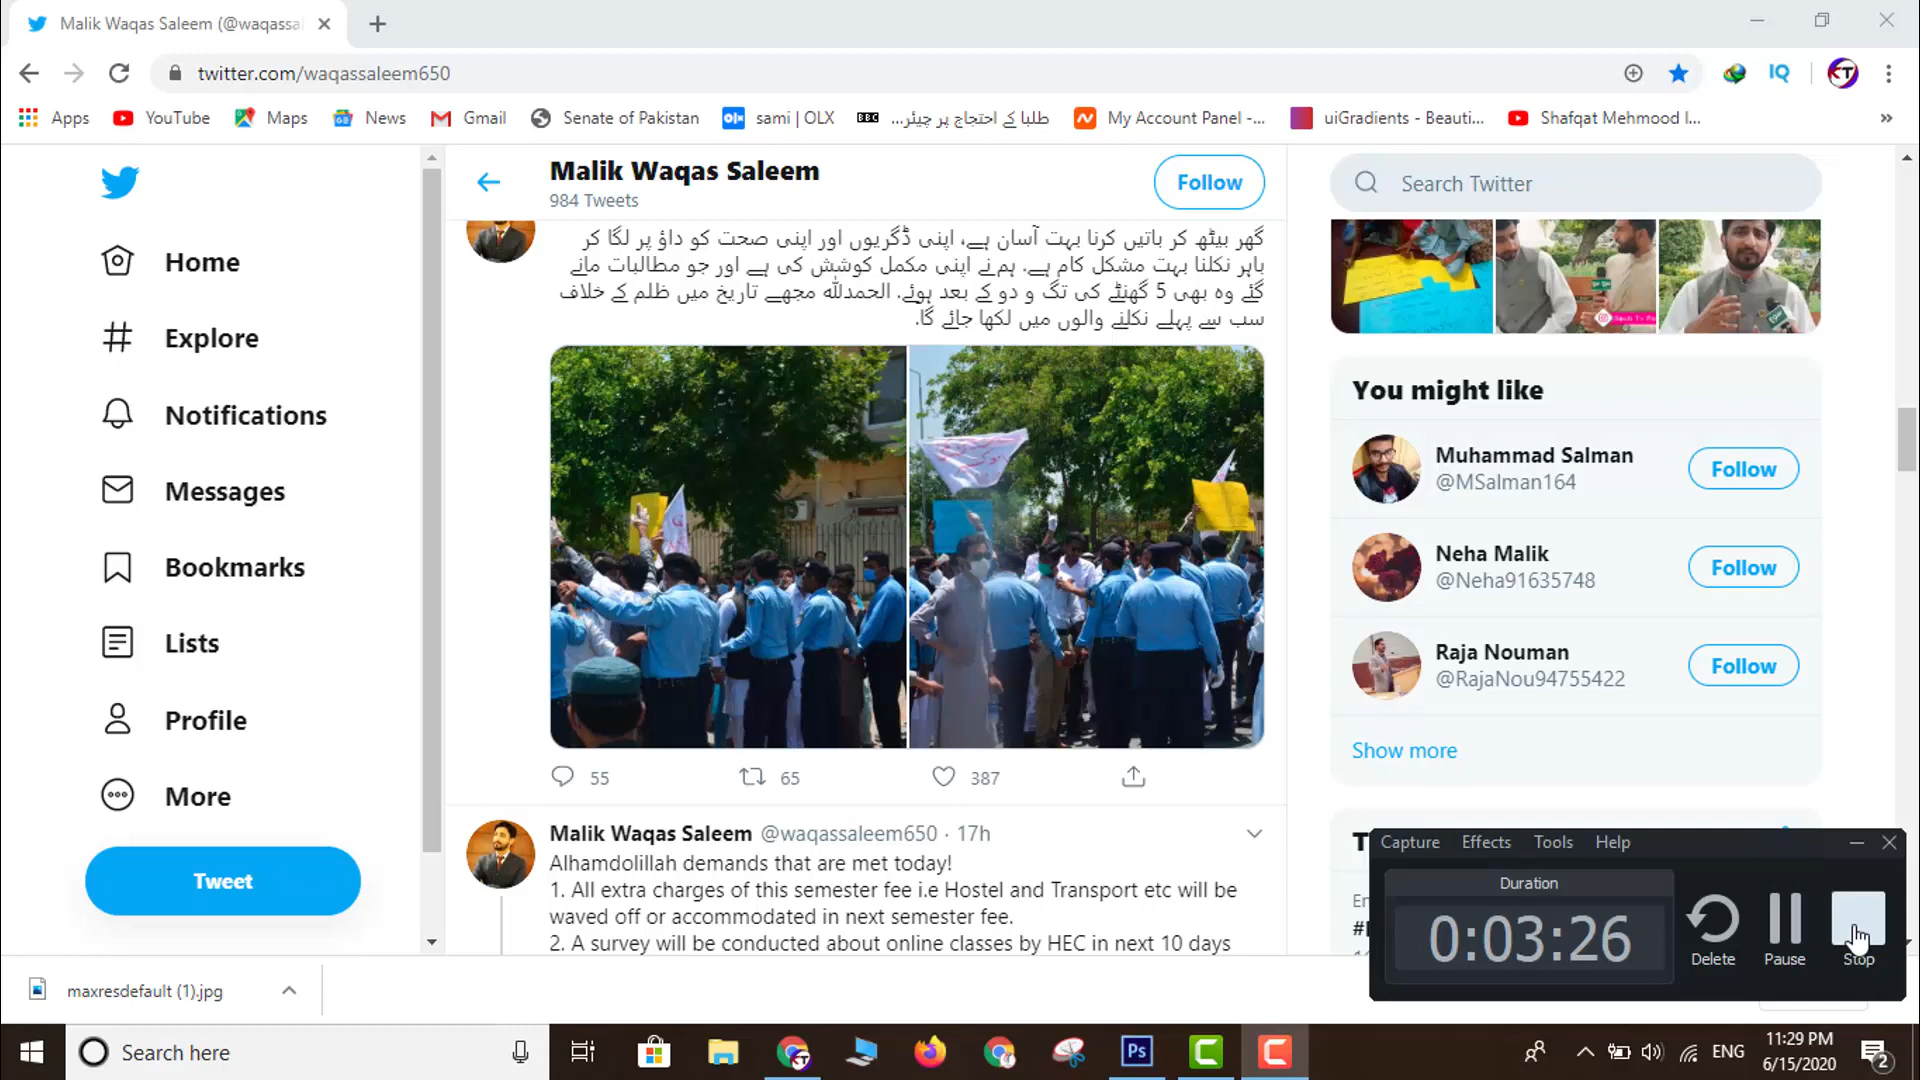 Malik Waqas Saleem (@waqassa
twitter.com/waqassaleem650
IQ
KT
Apps
YouTube
Maps
News
Gmail
Senate of Pakistan
sami | OLX
BBC
طلبا کے احتجاج پر چیئر...
My Account Panel -...
uiGradients - Beauti...
Shafqat Mehmood I...
Home
Explore
Notifications
Messages
Bookmarks
Lists
Profile
More
Tweet
Malik Waqas Saleem
984 Tweets
Follow
گھر بیٹھ کر باتیں کرنا بہت آسان ہے، اپنی ڈگریوں اور اپنی صحت کو داؤ پر لگا کر
باہر نکلنا بہت مشکل کام ہے. ہم نے اپنی مکمل کوشش کی ہے اور جو مطالبات مانے
گئے وہ بھی 5 گھنٹے کی تگ و دو کے بعد ہوئے. الحمدللّٰہ مجھے تاریخ میں ظلم کے خلاف
سب سے پہلے نکلنے والوں میں لکھا جائے گا.
55
65
387
Malik Waqas Saleem @waqassaleem650 · 17h
Alhamdolillah demands that are met today!
1. All extra charges of this semester fee i.e Hostel and Transport etc will be
waved off or accommodated in next semester fee.
2. A survey will be conducted about online classes by HEC in next 10 days
Search Twitter
You might like
Muhammad Salman
@MSalman164
Follow
Neha Malik
@Neha91635748
Follow
Raja Nouman
@RajaNou94755422
Follow
Show more
Capture
Effects
Tools
Help
Duration
0:03:26
Delete
Pause
Stop
maxresdefault (1).jpg
Search here
Ps
ENG
11:29 PM
6/15/2020
2